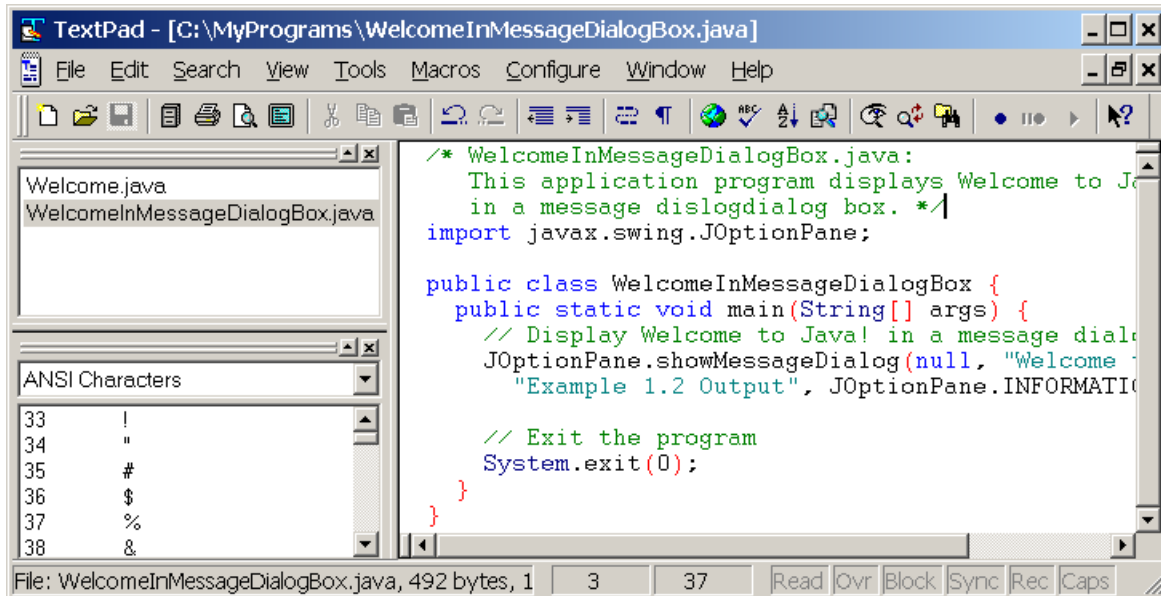 TextPad - [C:\MyPrograms\WelcomeInMessageDialogBox.java]
File Edit Search View Tools Macros Configure Window Help
Welcome.java
WelcomeInMessageDialogBox.java
ANSI Characters
33 !
34 "
35 #
36 $
37 %
38 &
/* WelcomeInMessageDialogBox.java:
This application program displays Welcome to Ja
in a message dislogdialog box. */
import javax.swing.JOptionPane;
public class WelcomeInMessageDialogBox {
public static void main(String[] args) {
// Display Welcome to Java! in a message dialo
JOptionPane.showMessageDialog(null, "Welcome t
"Example 1.2 Output", JOptionPane.INFORMATIO
// Exit the program
System.exit(0);
}
}
File: WelcomeInMessageDialogBox.java, 492 bytes, 1 3 37 Read Ovr Block Sync Rec Caps